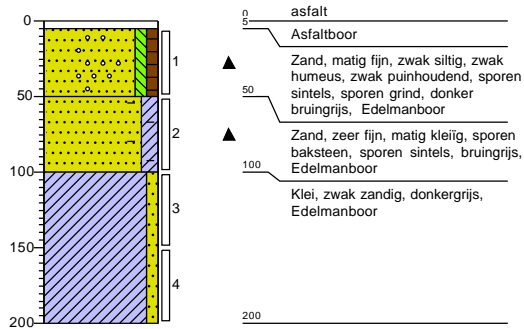 0
50
100
150
200
1
2
3
4
0
asfalt
5
Asfaltboor
Zand, matig fijn, zwak siltig, zwak
humeus, zwak puinhoudend, sporen
sintels, sporen grind, donker
bruingrijs, Edelmanboor
50
Zand, zeer fijn, matig kleiïg, sporen
baksteen, sporen sintels, bruingrijs,
Edelmanboor
100
Klei, zwak zandig, donkergrijs,
Edelmanboor
200